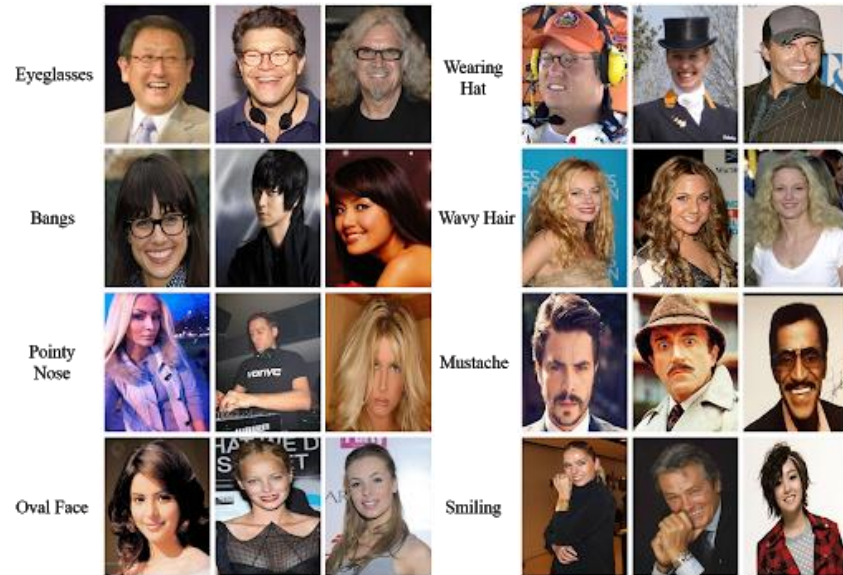 Eyeglasses
Wearing
Hat
Bangs
Wavy Hair
Pointy
Nose
Mustache
Oval Face
Smiling